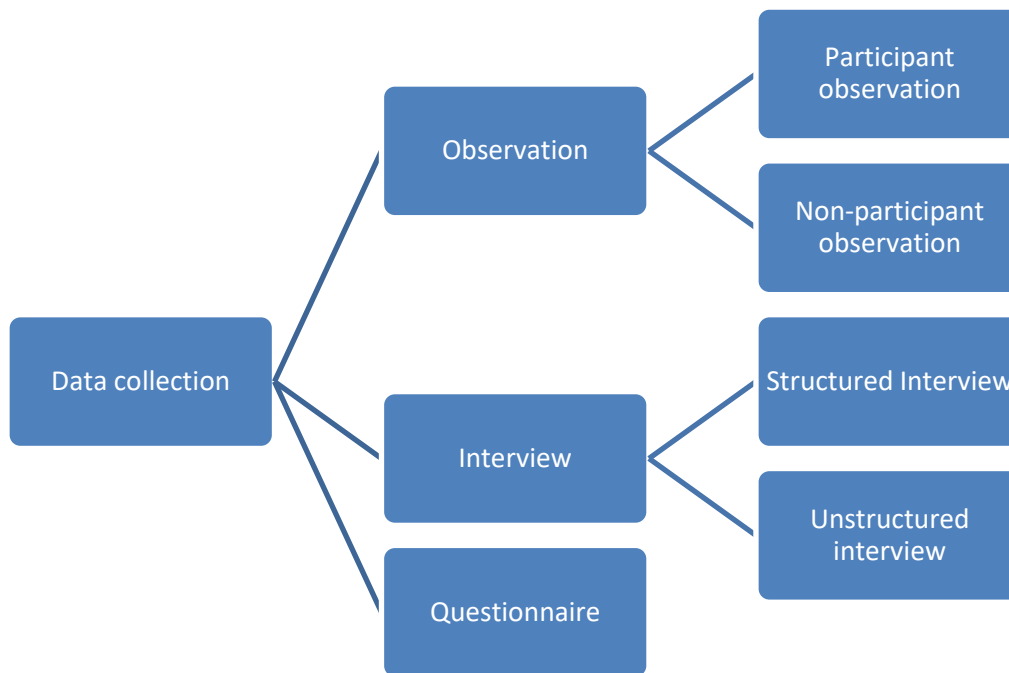 Data collection
Observation
Participant
observation
Non-participant
observation
Interview
Structured Interview
Unstructured
interview
Questionnaire